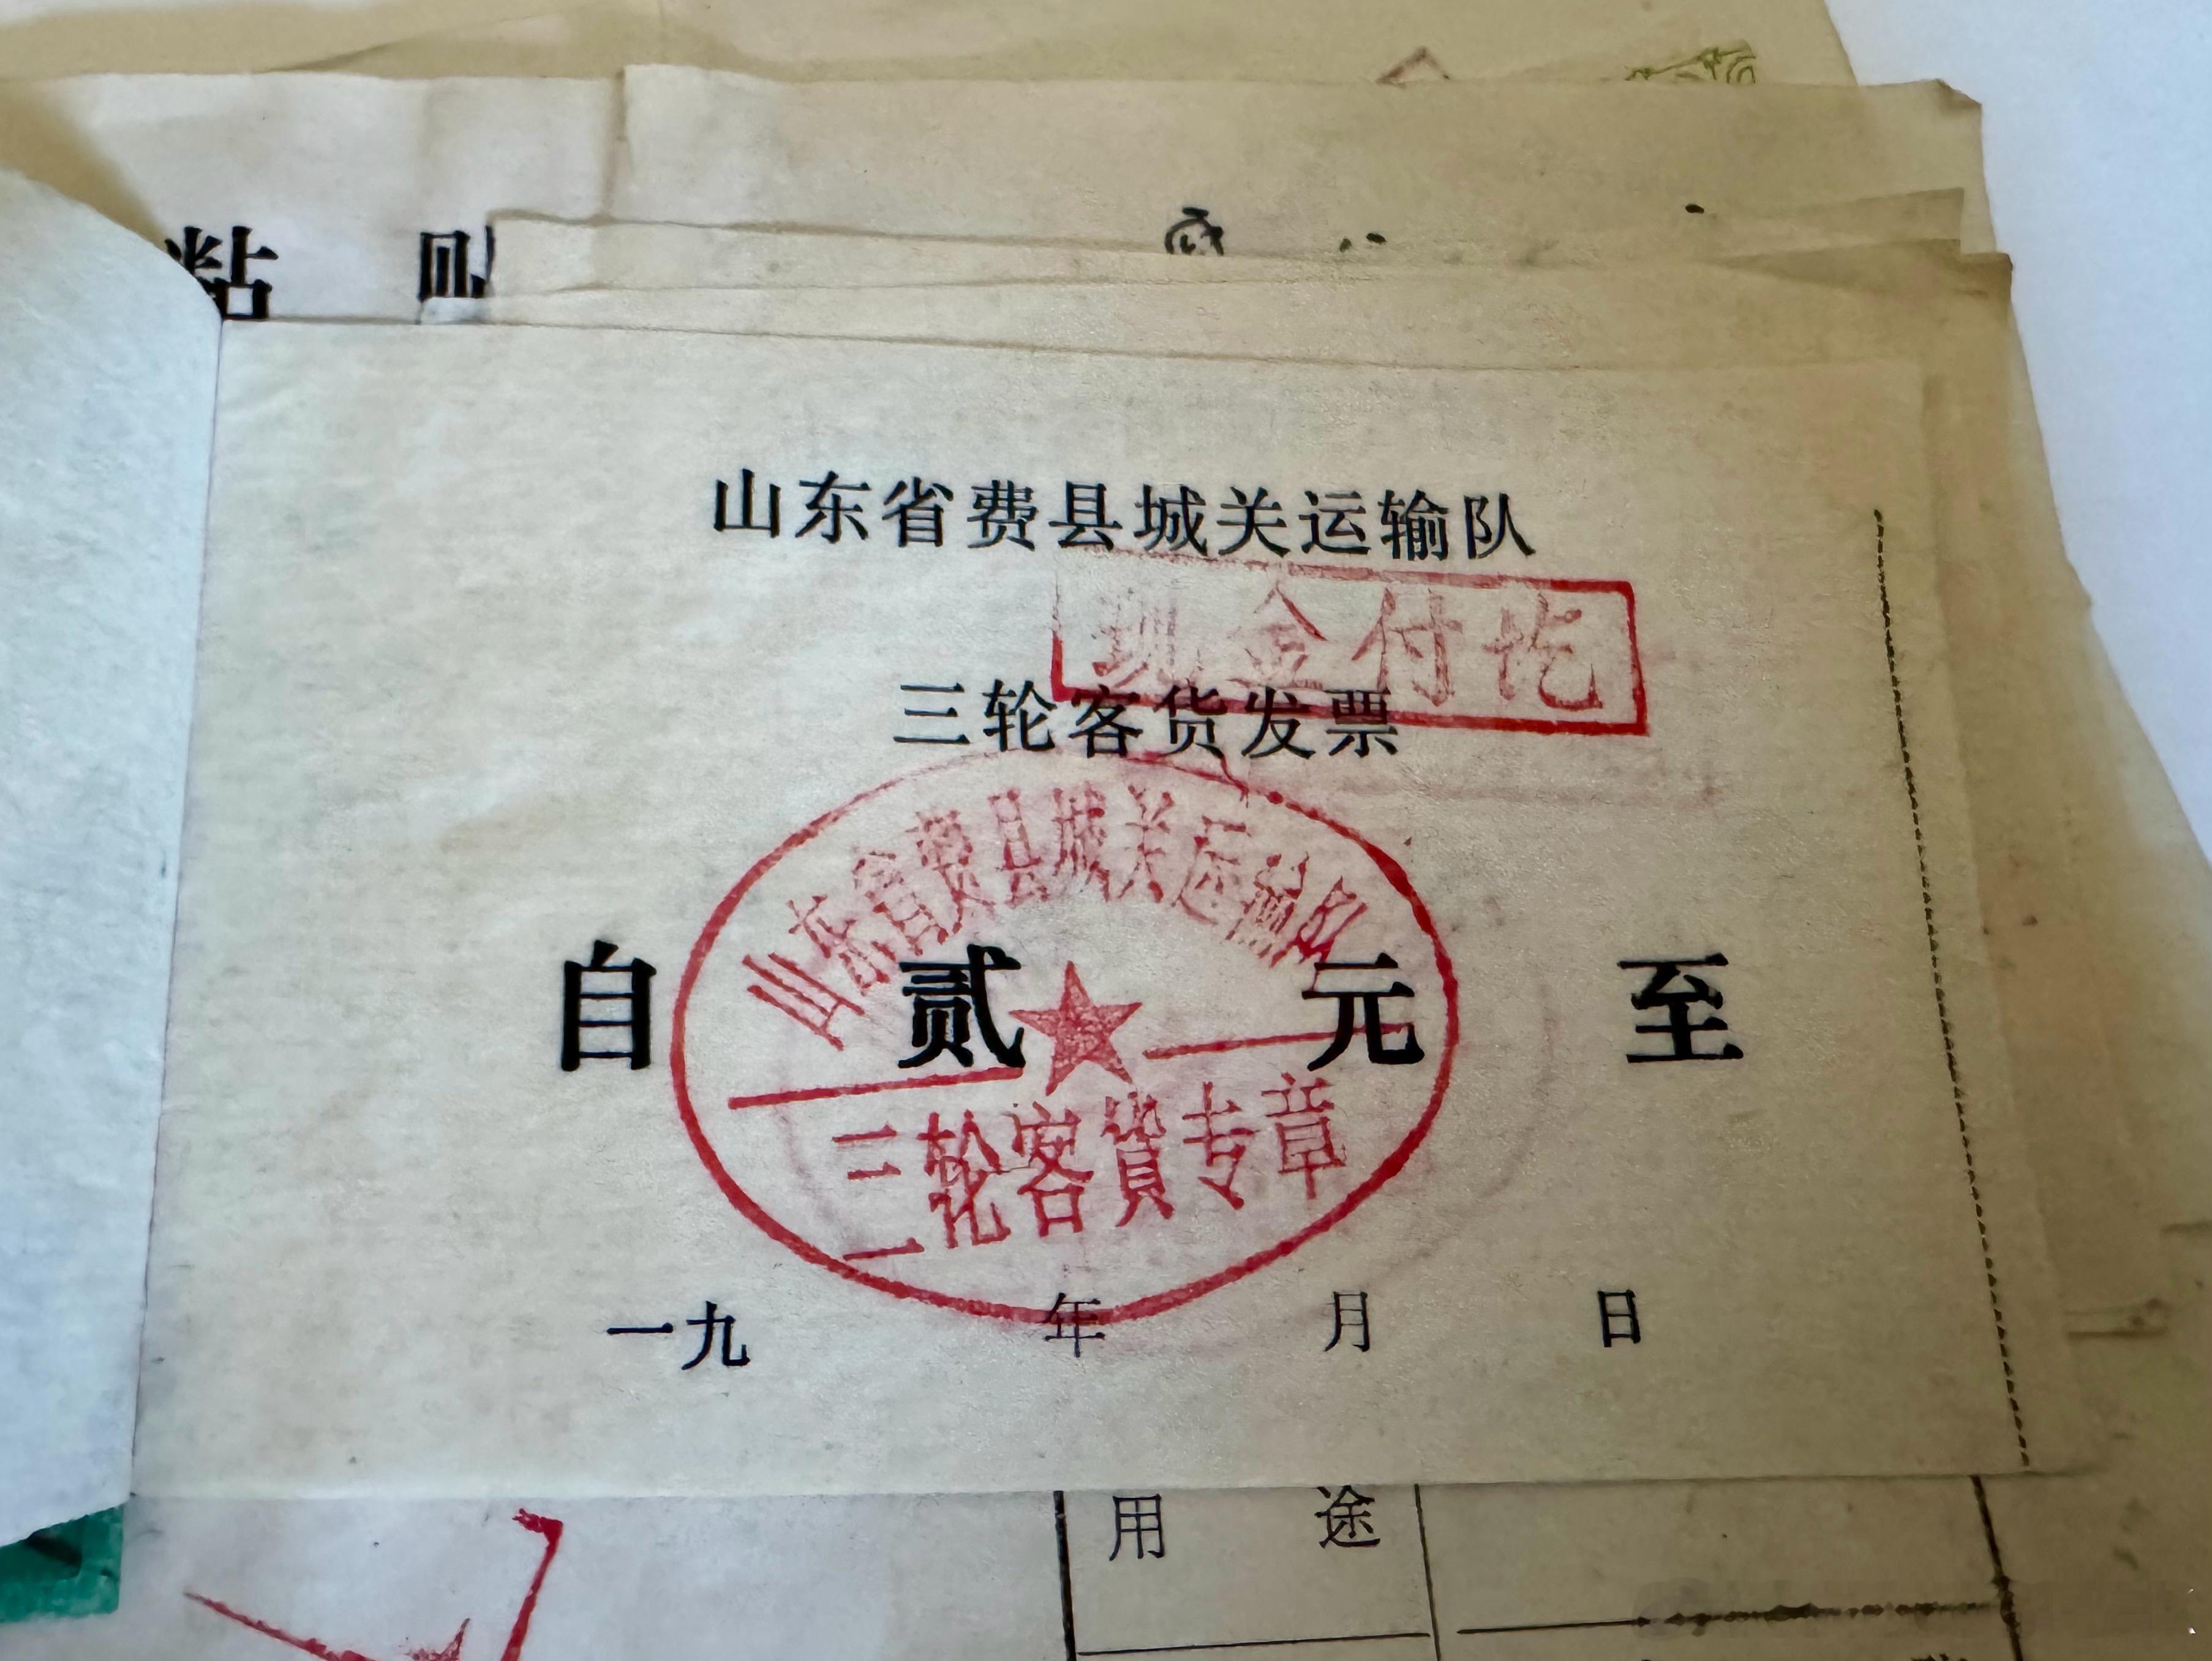 粘 贴
山东省费县城关运输队
现金付讫
三轮客货发票
山东省费县城关运输队
自 贰 元 至
三轮客貨专章
一九 年 月 日
用 途